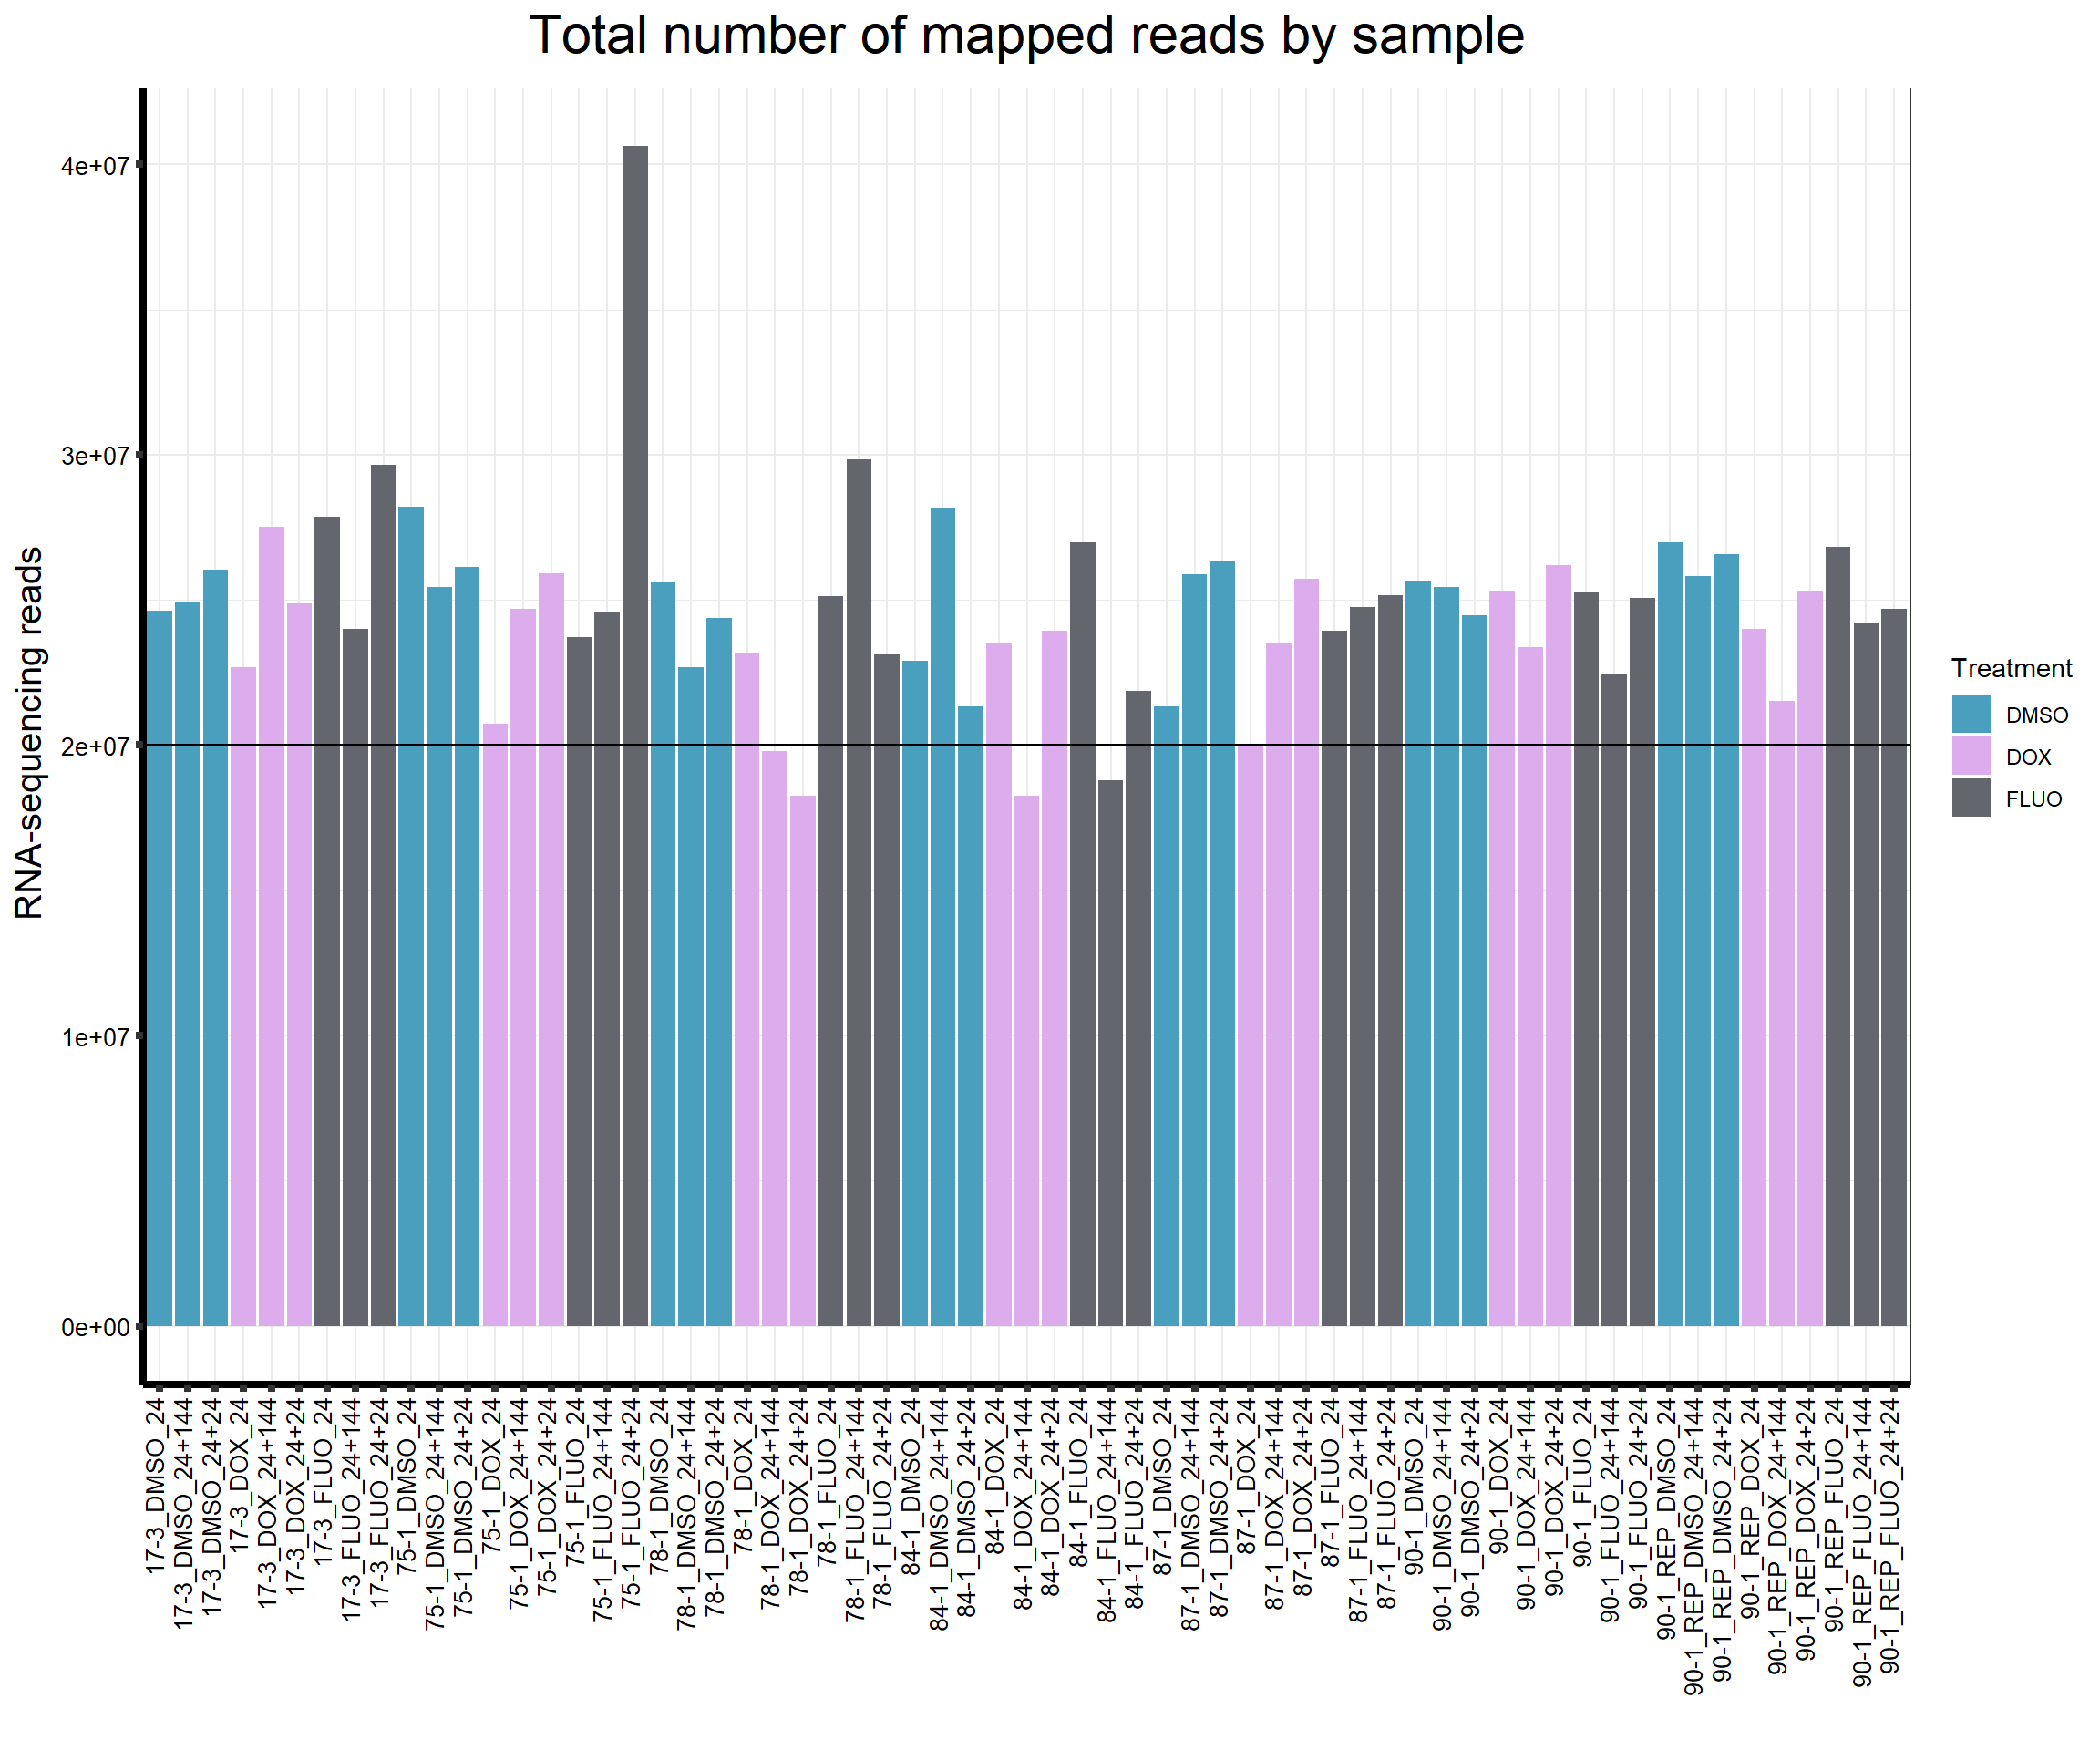 Total number of mapped reads by sample
RNA-sequencing reads
4e+07
3e+07
2e+07
1e+07
0e+00
17-3_DMSO_24
17-3_DMSO_24+144
17-3_DMSO_24+24
17-3_DOX_24
17-3_DOX_24+144
17-3_DOX_24+24
17-3_FLUO_24
17-3_FLUO_24+144
17-3_FLUO_24+24
75-1_DMSO_24
75-1_DMSO_24+144
75-1_DMSO_24+24
75-1_DOX_24
75-1_DOX_24+144
75-1_DOX_24+24
75-1_FLUO_24
75-1_FLUO_24+144
75-1_FLUO_24+24
78-1_DMSO_24
78-1_DMSO_24+144
78-1_DMSO_24+24
78-1_DOX_24
78-1_DOX_24+144
78-1_DOX_24+24
78-1_FLUO_24
78-1_FLUO_24+144
78-1_FLUO_24+24
84-1_DMSO_24
84-1_DMSO_24+144
84-1_DMSO_24+24
84-1_DOX_24
84-1_DOX_24+144
84-1_DOX_24+24
84-1_FLUO_24
84-1_FLUO_24+144
84-1_FLUO_24+24
87-1_DMSO_24
87-1_DMSO_24+144
87-1_DMSO_24+24
87-1_DOX_24
87-1_DOX_24+144
87-1_DOX_24+24
87-1_FLUO_24
87-1_FLUO_24+144
87-1_FLUO_24+24
90-1_DMSO_24
90-1_DMSO_24+144
90-1_DMSO_24+24
90-1_DOX_24
90-1_DOX_24+144
90-1_DOX_24+24
90-1_FLUO_24
90-1_FLUO_24+144
90-1_FLUO_24+24
90-1_REP_DMSO_24
90-1_REP_DMSO_24+144
90-1_REP_DMSO_24+24
90-1_REP_DOX_24
90-1_REP_DOX_24+144
90-1_REP_DOX_24+24
90-1_REP_FLUO_24
90-1_REP_FLUO_24+144
90-1_REP_FLUO_24+24
Treatment
DMSO
DOX
FLUO